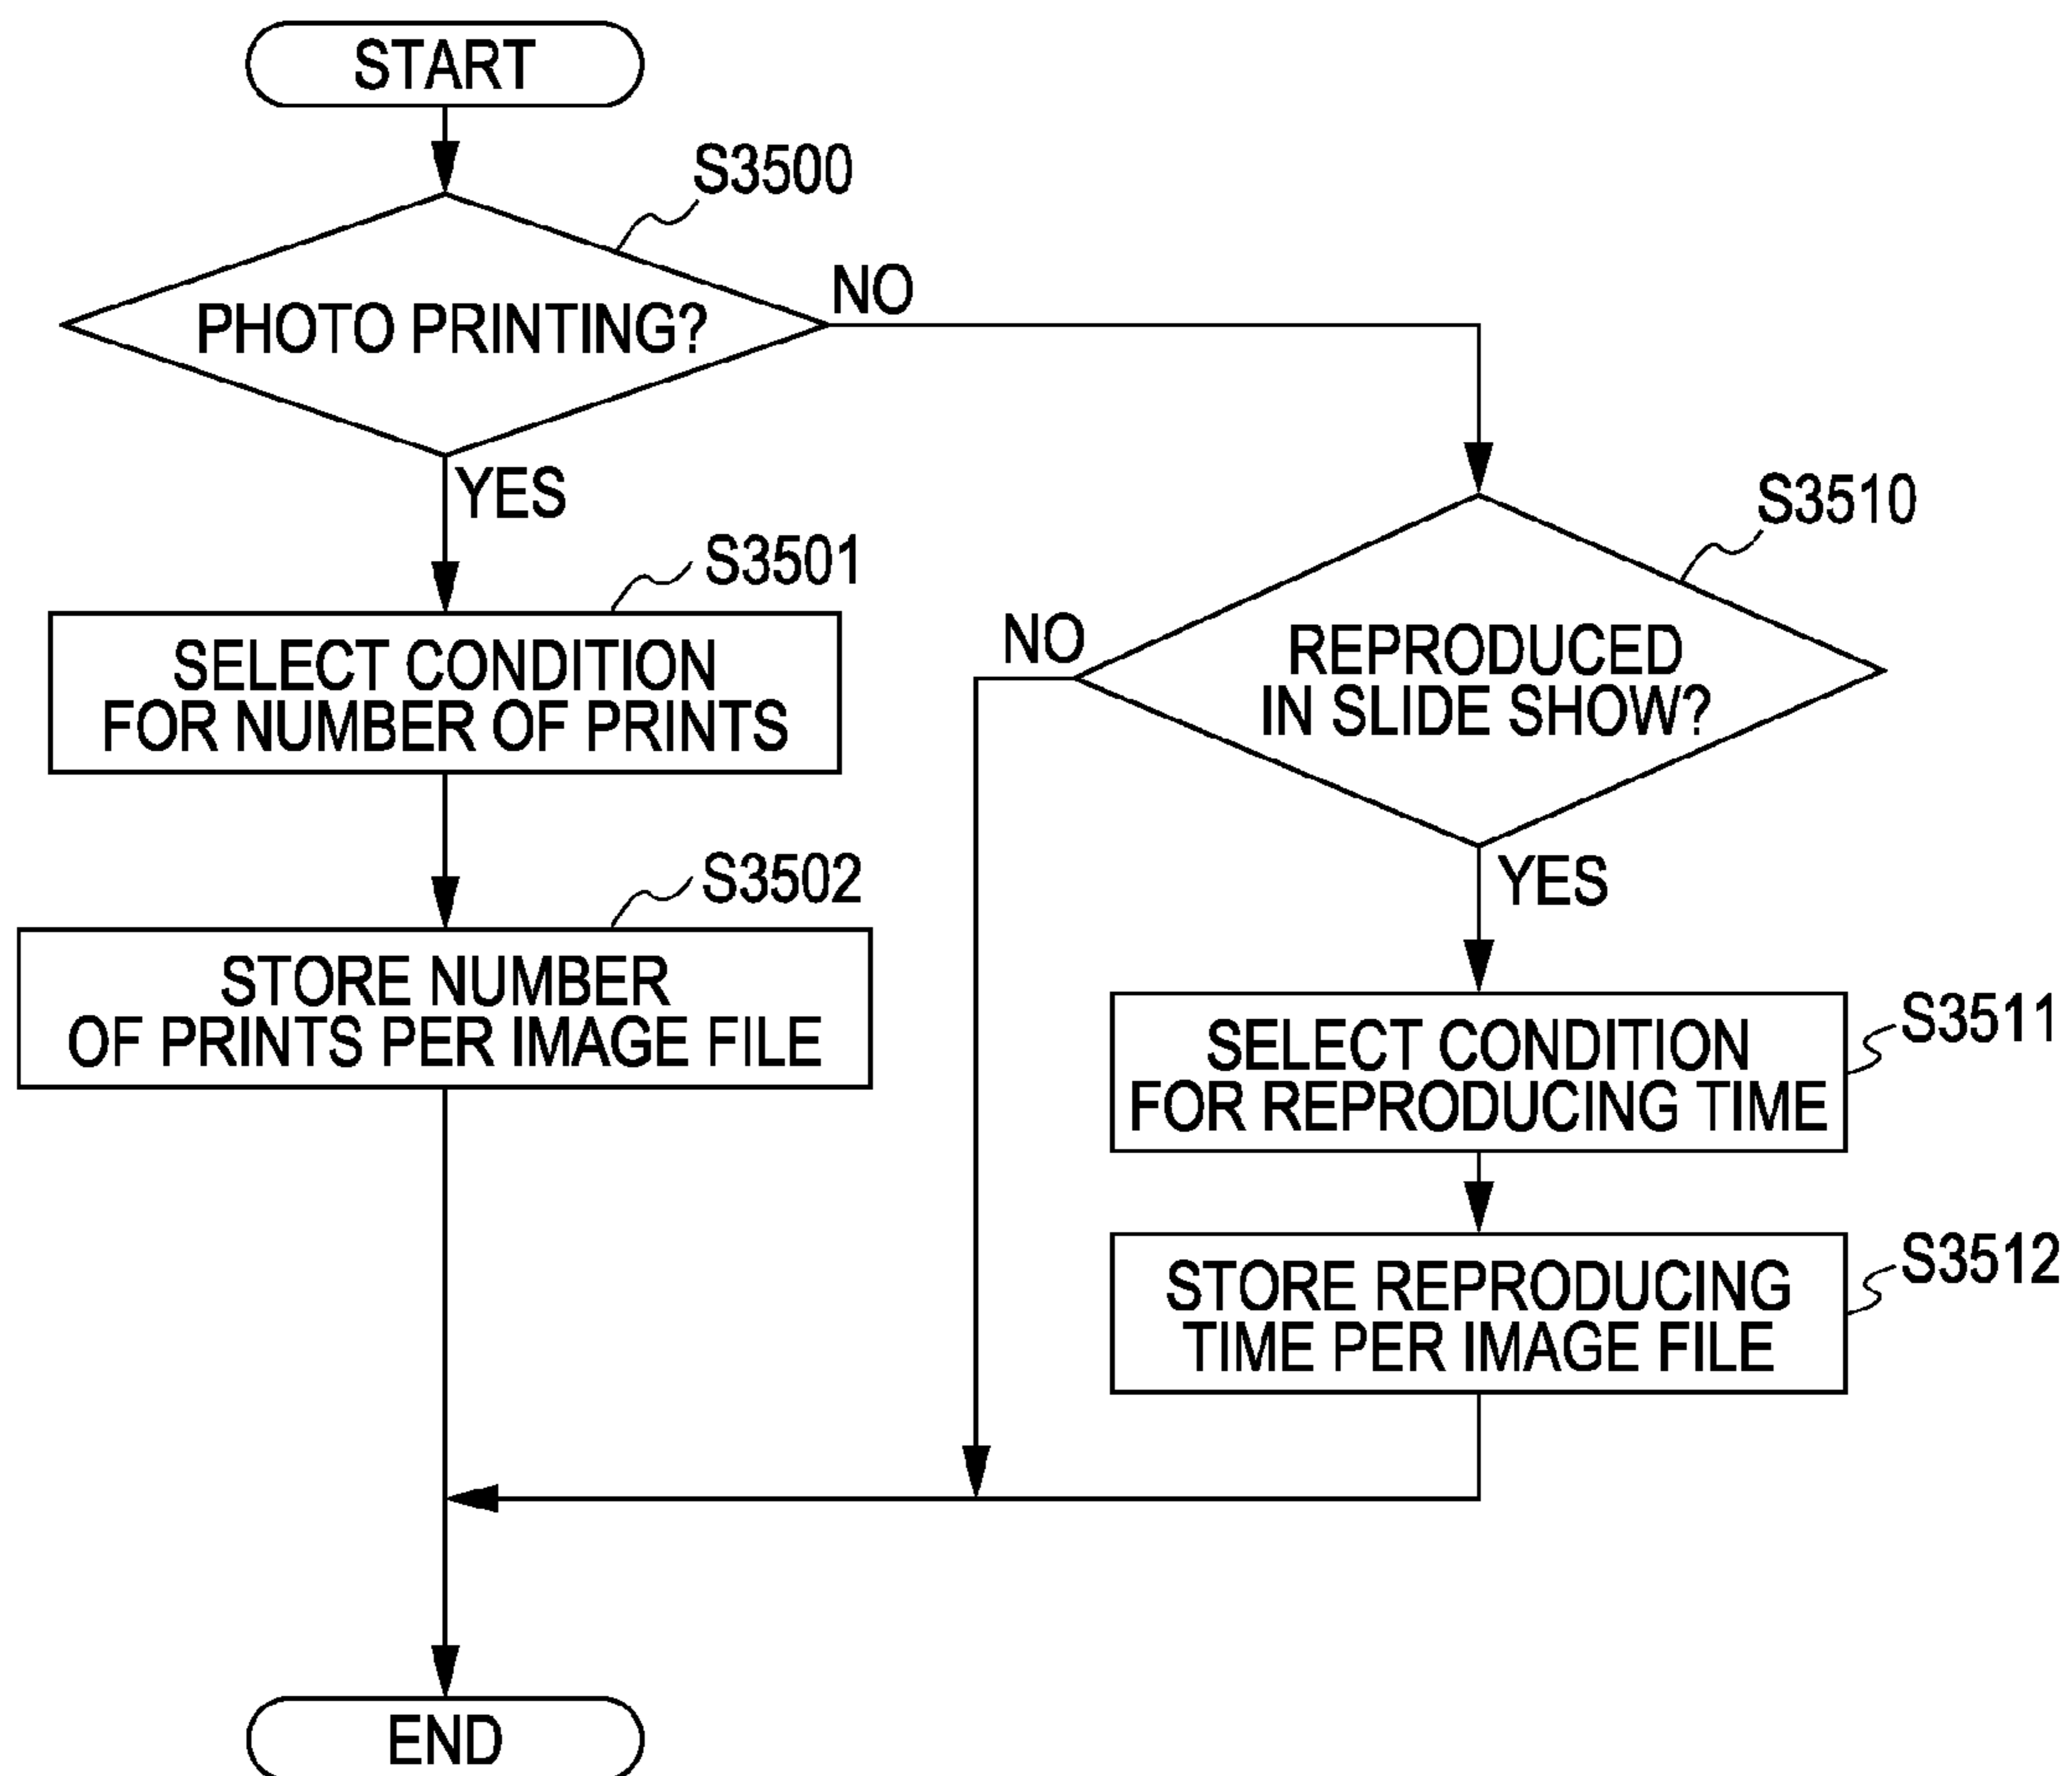 START
S3500
PHOTO PRINTING?
NO
YES
S3501
SELECT CONDITION
FOR NUMBER OF PRINTS
S3502
STORE NUMBER
OF PRINTS PER IMAGE FILE
S3510
NO
REPRODUCED
IN SLIDE SHOW?
YES
S3511
SELECT CONDITION
FOR REPRODUCING TIME
S3512
STORE REPRODUCING
TIME PER IMAGE FILE
END